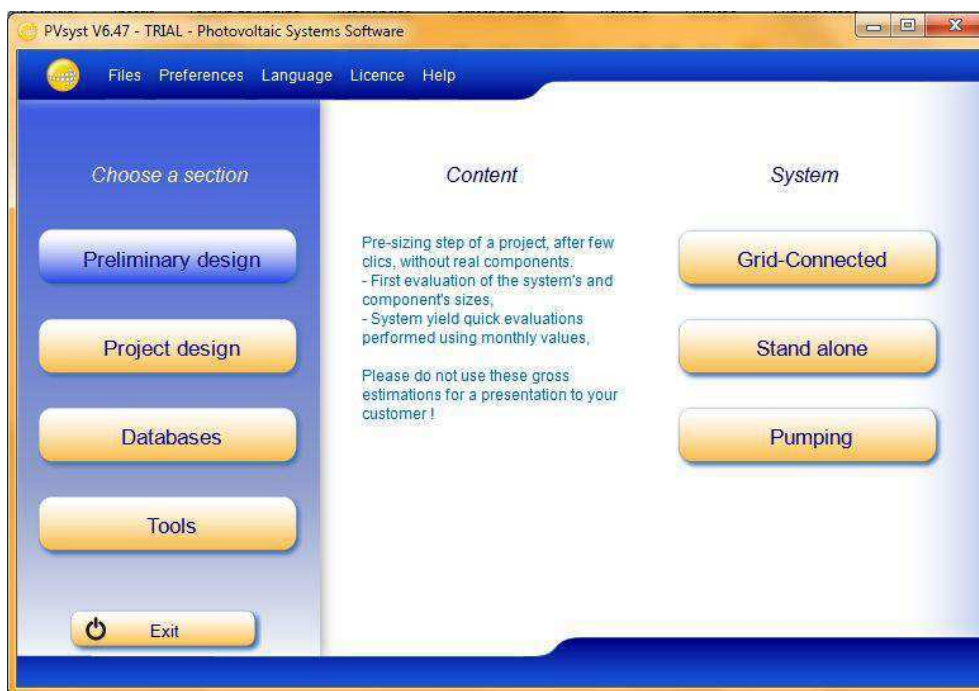 PVsyst V6.47 - TRIAL - Photovoltaic Systems Software
Files Preferences Language Licence Help
Choose a section
Preliminary design
Project design
Databases
Tools
Exit
Content
Pre-sizing step of a project, after few
clics, without real components.
- First evaluation of the system's and
component's sizes,
- System yield quick evaluations
performed using monthly values,
Please do not use these gross
estimations for a presentation to your
customer !
System
Grid-Connected
Stand alone
Pumping